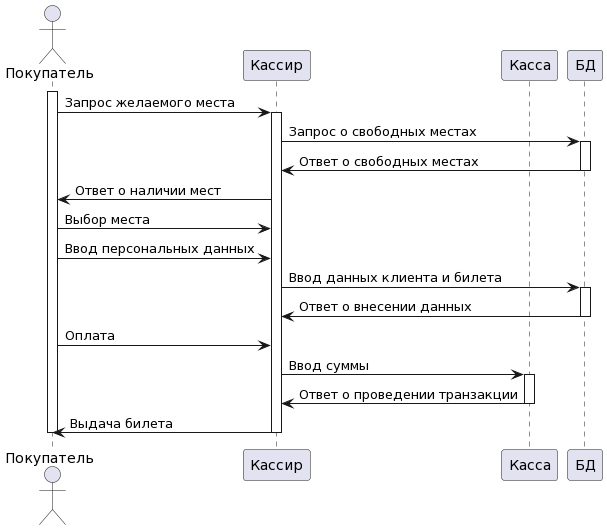 Покупатель
Кассир
Касса
БД
Запрос желаемого места
Запрос о свободных местах
Ответ о свободных местах
Ответ о наличии мест
Выбор места
Ввод персональных данных
Ввод данных клиента и билета
Ответ о внесении данных
Оплата
Ввод суммы
Ответ о проведении транзакции
Выдача билета
Покупатель
Кассир
Касса
БД